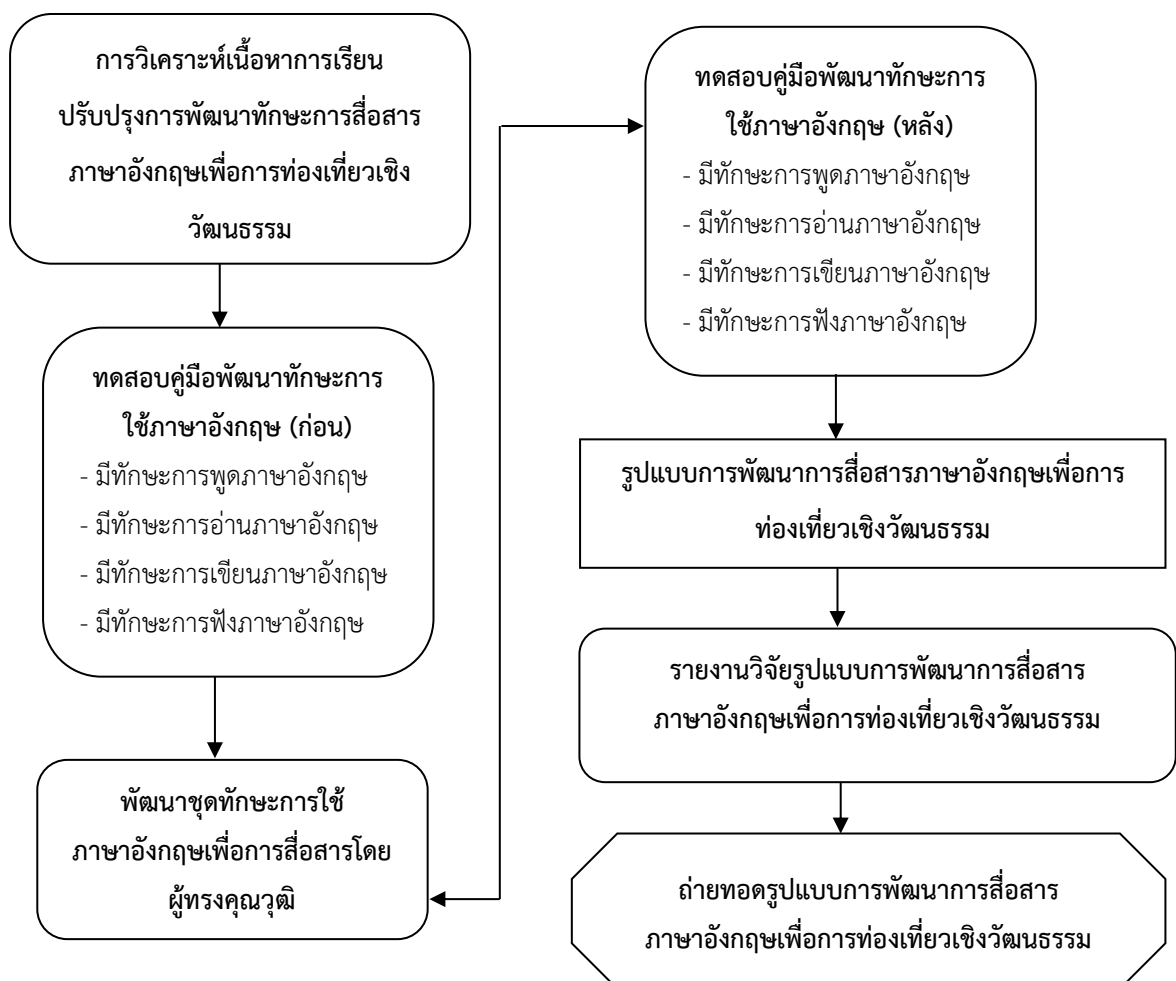 การวิเคราะห์เนื้อหาการเรียน
ปรับปรุงการพัฒนาทักษะการสื่อสาร
ภาษาอังกฤษเพื่อการท่องเที่ยวเชิง
วัฒนธรรม
ทดสอบคู่มือพัฒนาทักษะการ
ใช้ภาษาอังกฤษ (ก่อน)
- มีทักษะการพูดภาษาอังกฤษ
- มีทักษะการอ่านภาษาอังกฤษ
- มีทักษะการเขียนภาษาอังกฤษ
- มีทักษะการฟังภาษาอังกฤษ
พัฒนาชุดทักษะการใช้
ภาษาอังกฤษเพื่อการสื่อสารโดย
ผู้ทรงคุณวุฒิ
ทดสอบคู่มือพัฒนาทักษะการ
ใช้ภาษาอังกฤษ (หลัง)
- มีทักษะการพูดภาษาอังกฤษ
- มีทักษะการอ่านภาษาอังกฤษ
- มีทักษะการเขียนภาษาอังกฤษ
- มีทักษะการฟังภาษาอังกฤษ
รูปแบบการพัฒนาการสื่อสารภาษาอังกฤษเพื่อการ
ท่องเที่ยวเชิงวัฒนธรรม
รายงานวิจัยรูปแบบการพัฒนาการสื่อสาร
ภาษาอังกฤษเพื่อการท่องเที่ยวเชิงวัฒนธรรม
ถ่ายทอดรูปแบบการพัฒนาการสื่อสาร
ภาษาอังกฤษเพื่อการท่องเที่ยวเชิงวัฒนธรรม